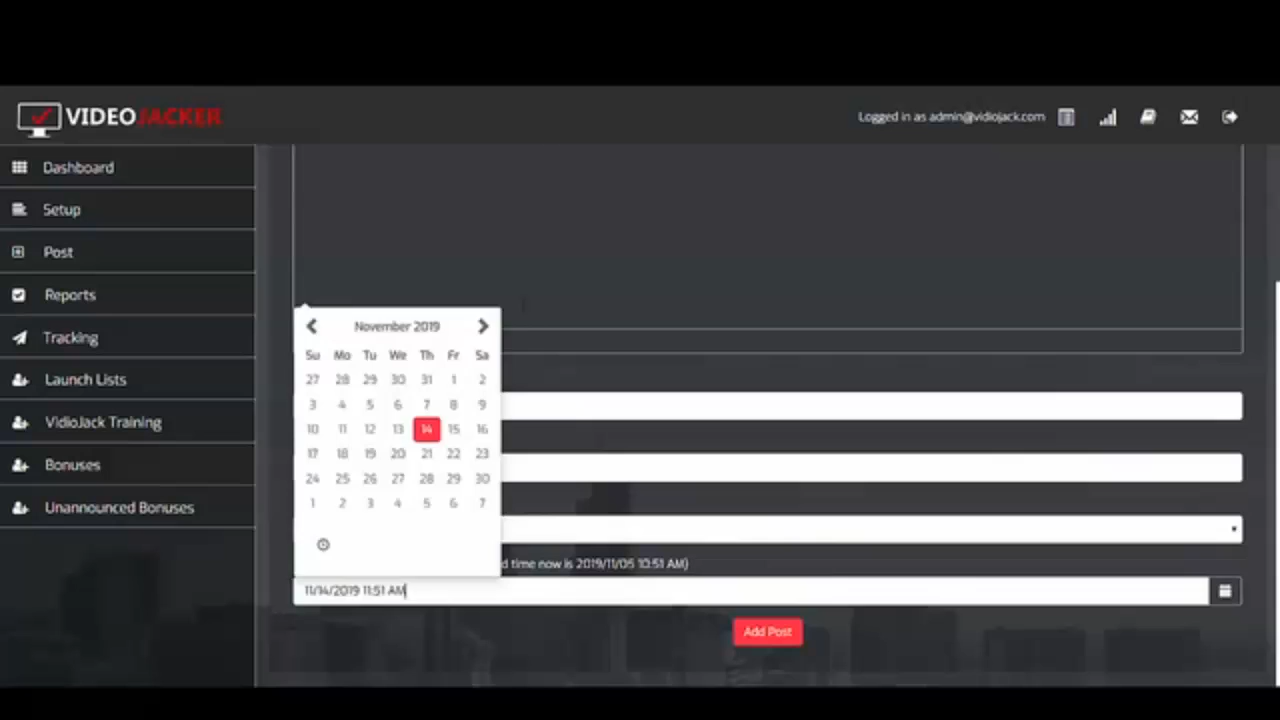 VIDEOJACKER
Logged in as admin@vidiojack.com
Dashboard
Setup
Post
Reports
Tracking
Launch Lists
VidioJack Training
Bonuses
Unannounced Bonuses
November 2019
Su Mo Tu We Th Fr Sa
27 28 29 30 31 1 2
3 4 5 6 7 8 9
10 11 12 13 14 15 16
17 18 19 20 21 22 23
24 25 26 27 28 29 30
1 2 3 4 5 6 7
d time now is 2019/11/05 10:51 AM)
11/14/2019 11:51 AM
Add Post